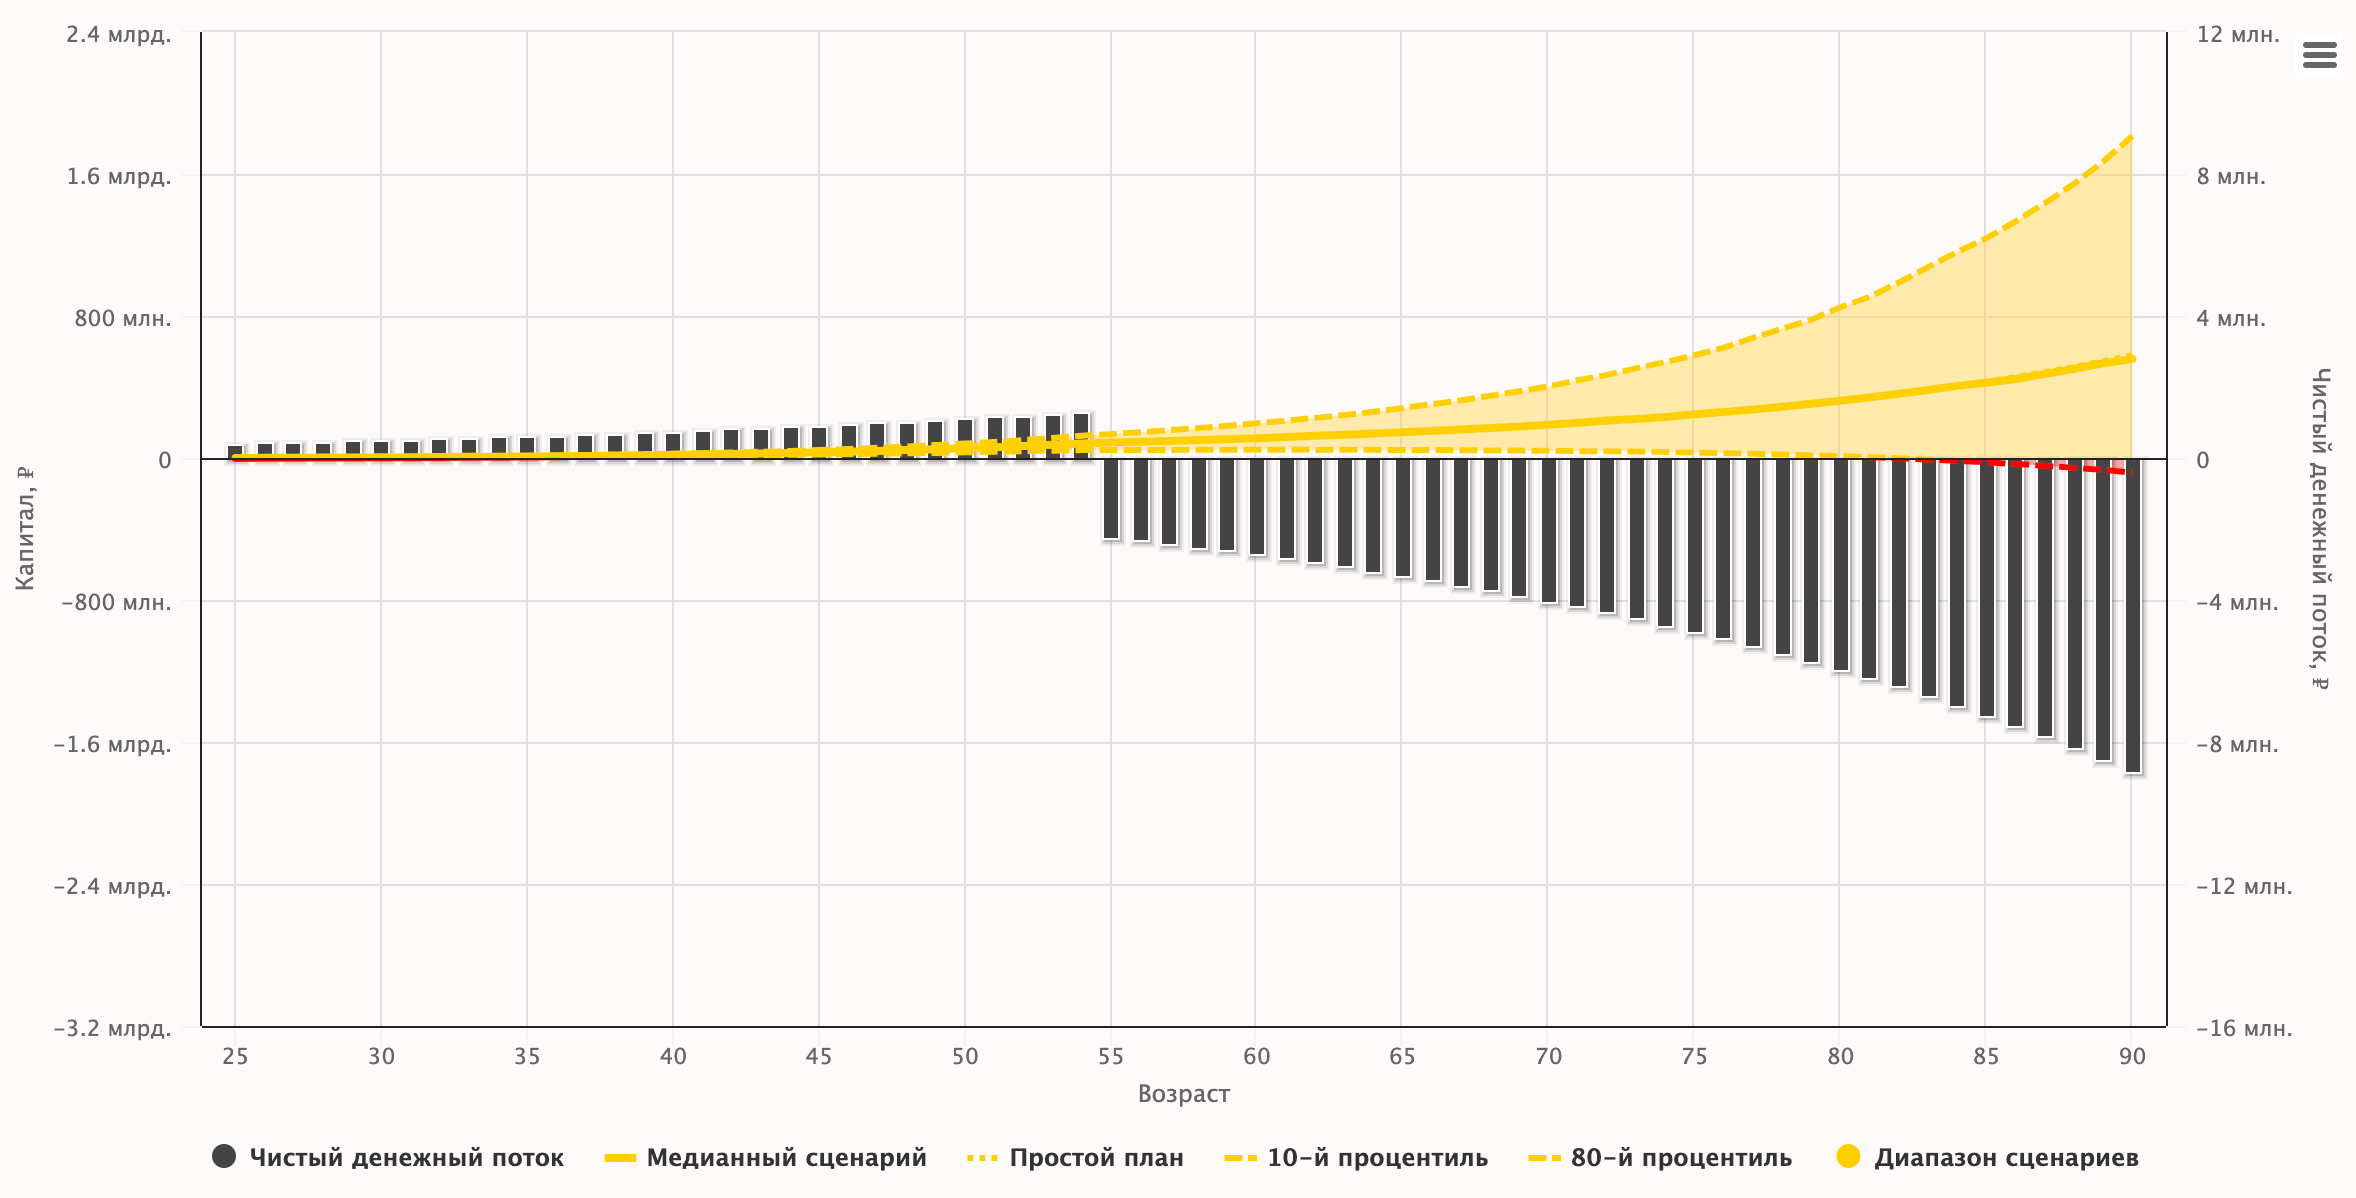 2.4 млрд.
1.6 млрд.
800 млн.
0
−800 млн.
−1.6 млрд.
−2.4 млрд.
−3.2 млрд.
Капитал, ₽
12 млн.
8 млн.
4 млн.
0
−4 млн.
−8 млн.
−12 млн.
−16 млн.
Чистый денежный поток, ₽
25 30 35 40 45 50 55 60 65 70 75 80 85 90
Возраст
Чистый денежный поток Медианный сценарий Простой план 10-й процентиль 80-й процентиль Диапазон сценариев